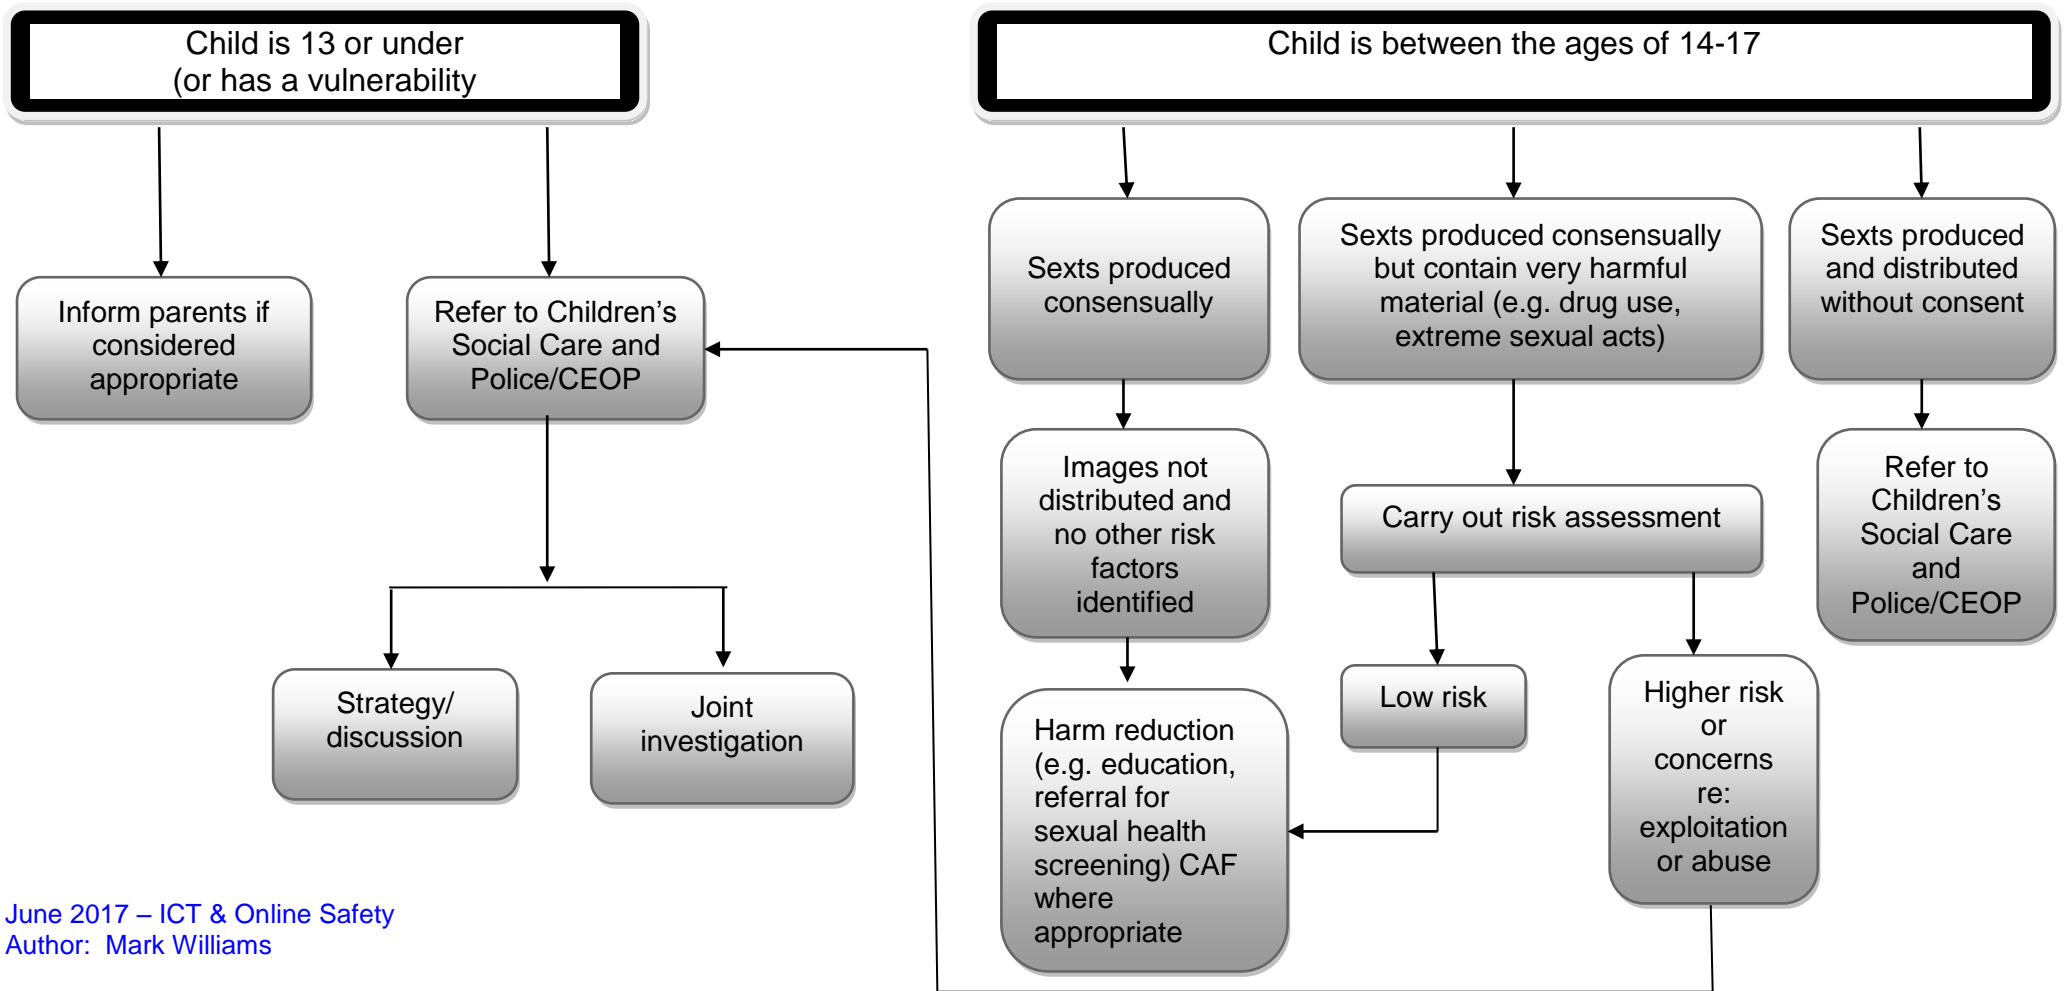 Child is 13 or under
(or has a vulnerability
Child is between the ages of 14-17
Inform parents if
considered
appropriate
Refer to Children’s
Social Care and
Police/CEOP
Strategy/
discussion
Joint
investigation
Sexts produced
consensually
Sexts produced consensually
but contain very harmful
material (e.g. drug use,
extreme sexual acts)
Sexts produced
and distributed
without consent
Images not
distributed and
no other risk
factors
identified
Carry out risk assessment
Refer to
Children’s
Social Care
and
Police/CEOP
Low risk
Higher risk
or
concerns
re:
exploitation
or abuse
Harm reduction
(e.g. education,
referral for
sexual health
screening) CAF
where
appropriate
June 2017 – ICT & Online Safety
Author:  Mark Williams